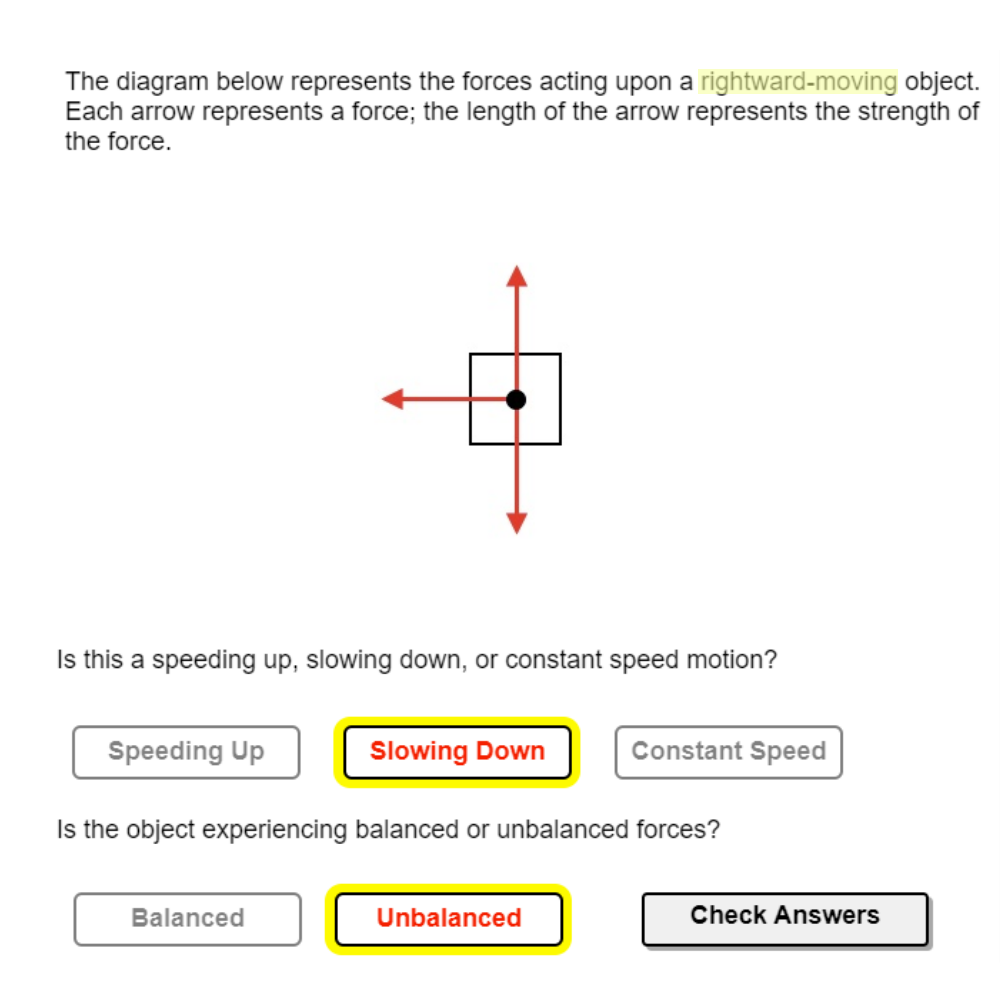 The diagram below represents the forces acting upon a rightward-moving object.
Each arrow represents a force; the length of the arrow represents the strength of
the force.
Is this a speeding up, slowing down, or constant speed motion?
Speeding Up Slowing Down Constant Speed
Is the object experiencing balanced or unbalanced forces?
Balanced Unbalanced Check Answers